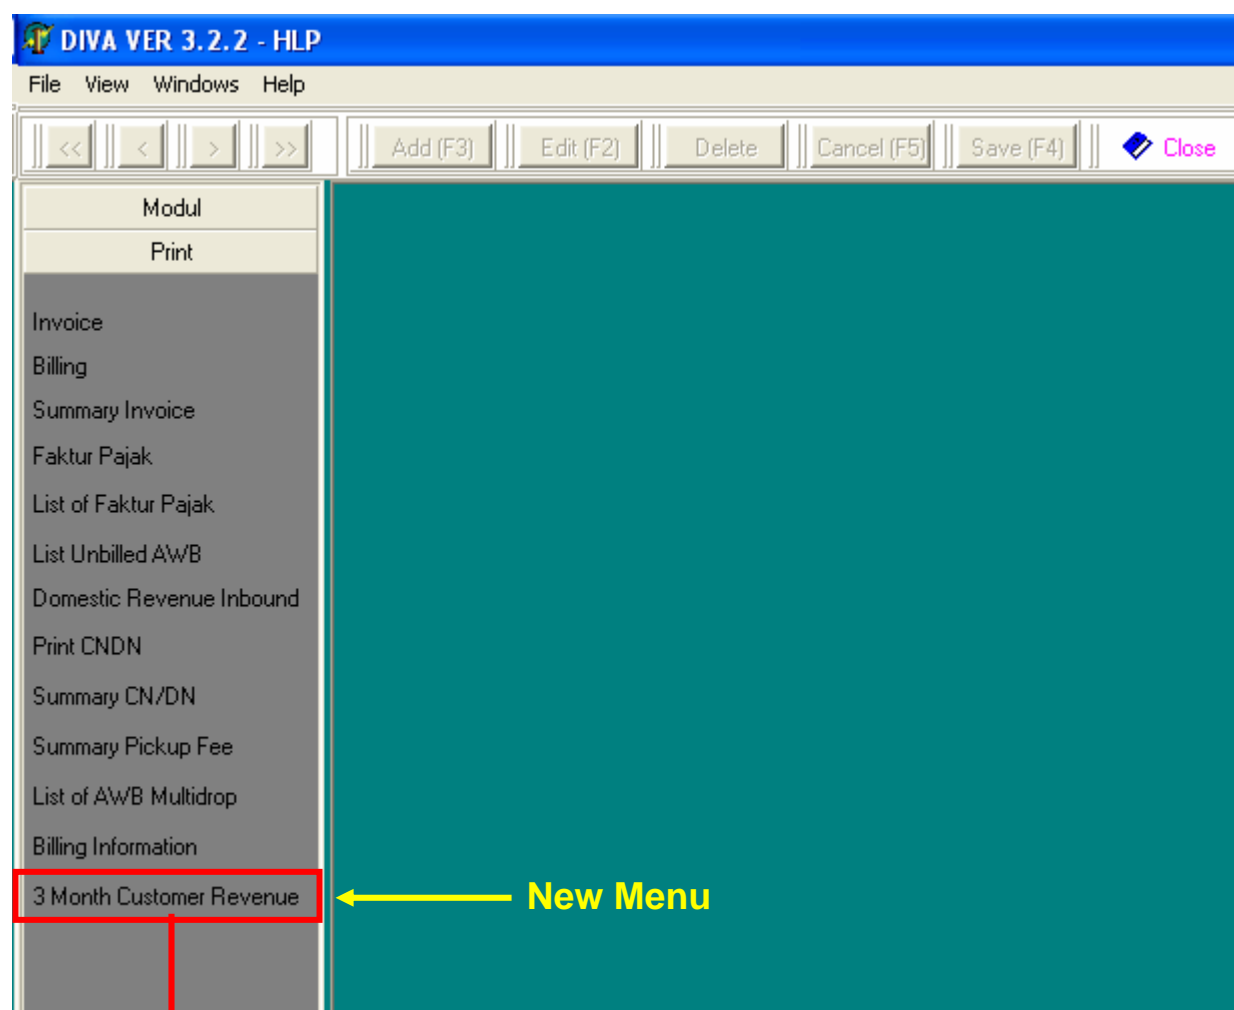 DIVA VER 3.2.2 - HLP
File View Windows Help
<< < > >> Add (F3) Edit (F2) Delete Cancel (F5) Save (F4) Close
Modul
Print
Invoice
Billing
Summary Invoice
Faktur Pajak
List of Faktur Pajak
List Unbilled AWB
Domestic Revenue Inbound
Print CNDN
Summary CN/DN
Summary Pickup Fee
List of AWB Multidrop
Billing Information
3 Month Customer Revenue
New Menu